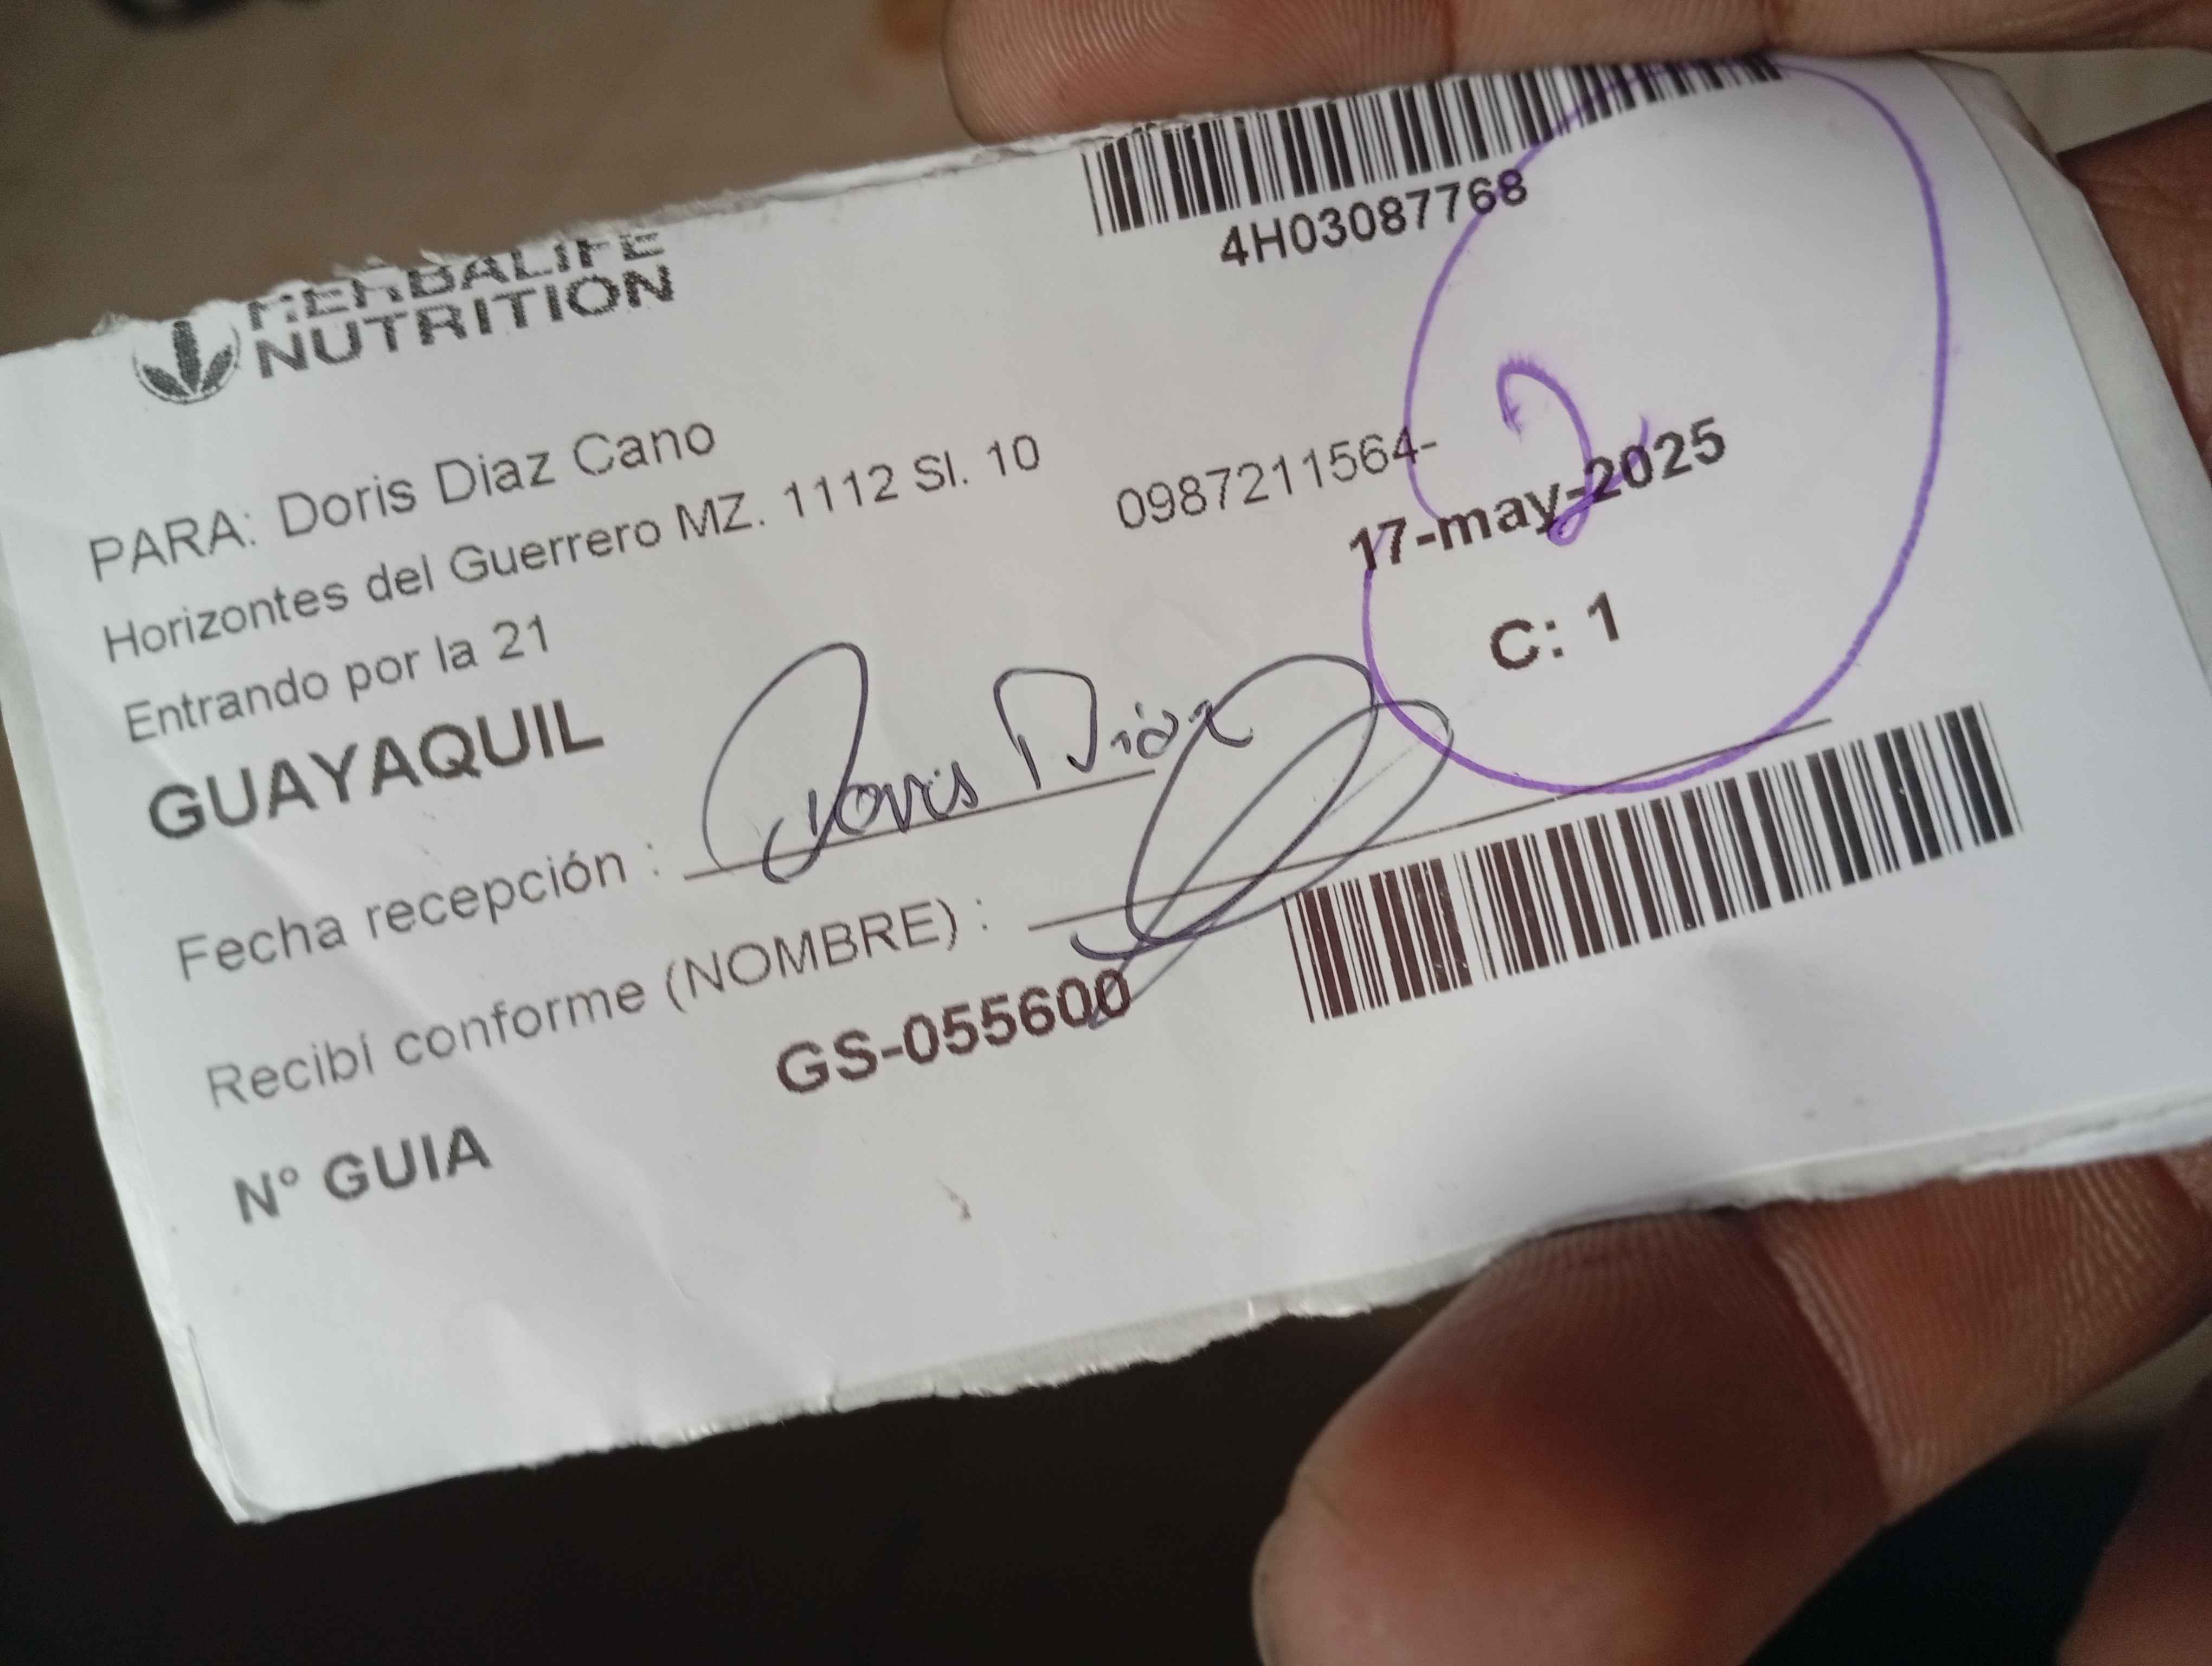 HERBALIFE
NUTRITION
4H03087768
PARA: Doris Diaz Cano
Horizontes del Guerrero MZ. 1112 Sl. 10
0987211564-
Entrando por la 21
2
17-may-2025
GUAYAQUIL
C: 1
Fecha recepción : Doris Diaz
Recibí conforme (NOMBRE) :
N° GUIA GS-055600